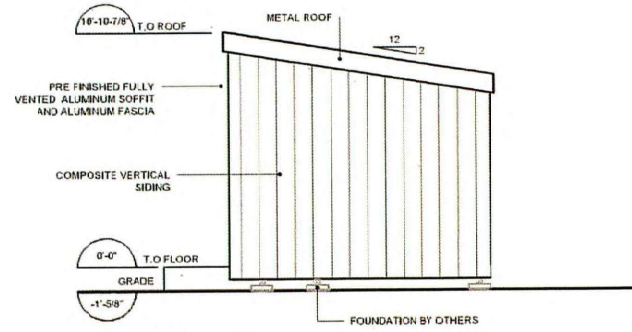 METAL ROOF
10'-10-7/8" T.O ROOF
12
2
PRE FINISHED FULLY
VENTED ALUMINUM SOFFIT
AND ALUMINUM FASCIA
COMPOSITE VERTICAL
SIDING
0'-0" T.O FLOOR
GRADE
-1'-5/8"
FOUNDATION BY OTHERS